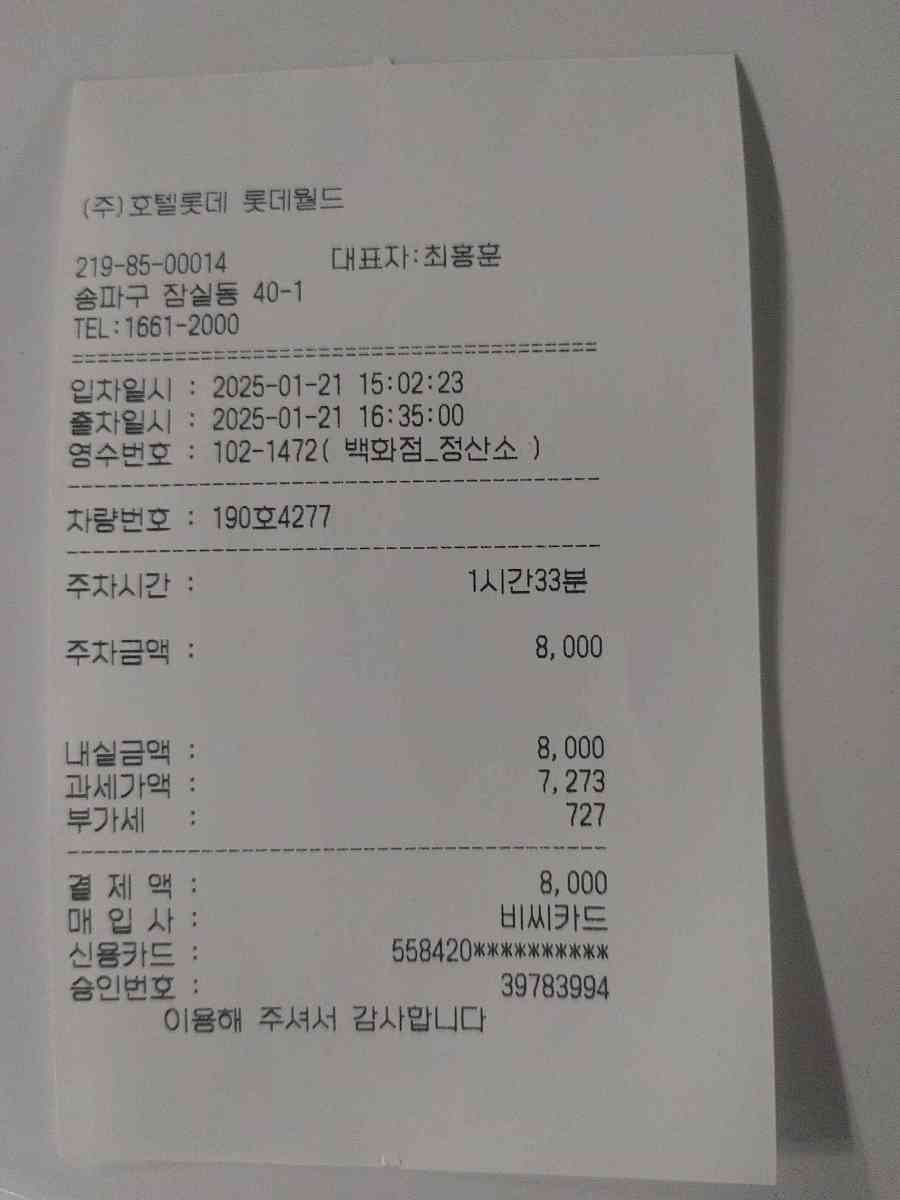 (주)호텔롯데 롯데월드
219-85-00014 대표자:최홍훈
송파구 잠실동 40-1
TEL:1661-2000
=========================================
입차일시 : 2025-01-21 15:02:23
출차일시 : 2025-01-21 16:35:00
영수번호 : 102-1472( 백화점_정산소 )
-----------------------------------------
차량번호 : 190호4277
-----------------------------------------
주차시간 : 1시간33분
주차금액 : 8,000
내실금액 : 8,000
과세가액 : 7,273
부가세 : 727
-----------------------------------------
결 제 액 : 8,000
매 입 사 : 비씨카드
신용카드 : 558420**********
승인번호 : 39783994
이용해 주셔서 감사합니다